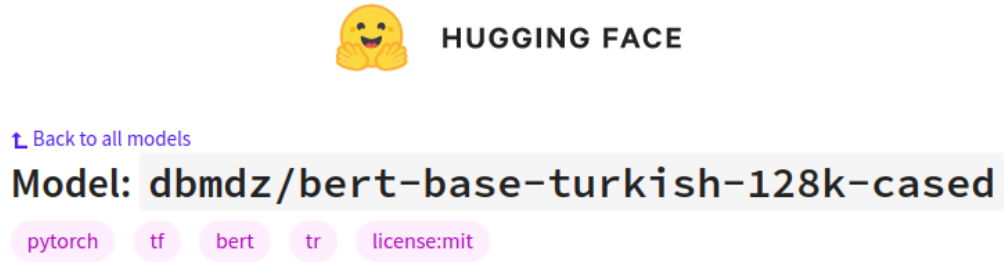 HUGGING FACE
Back to all models
Model: dbmdz/bert-base-turkish-128k-cased
pytorch tf bert tr license:mit